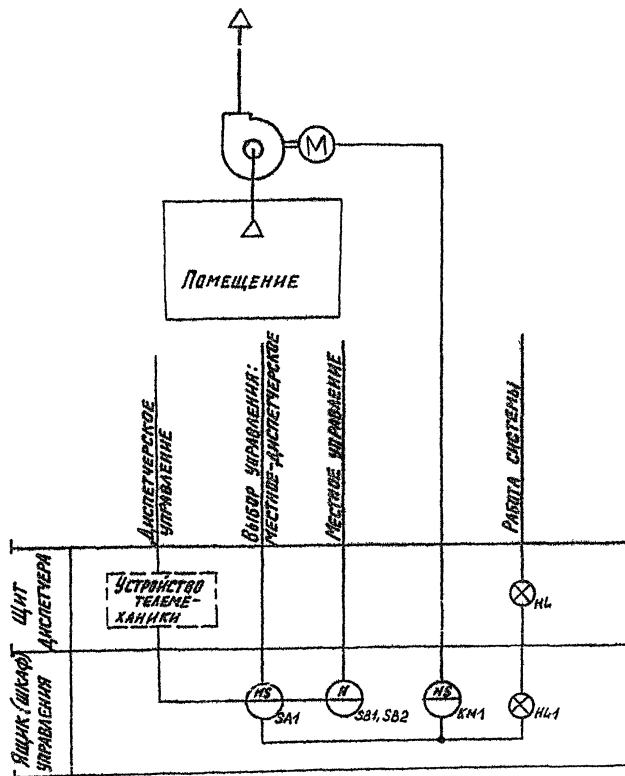 M
Помещение
Диспетчерское
управление
Выбор управления:
местное-диспетчерское
Местное управление
Работа системы
Щит
диспетчера
Устройство
телеме-
ханики
HL
Ящик (шкаф)
управления
HS
SA1
H
SB1, SB2
NS
KM1
HL1